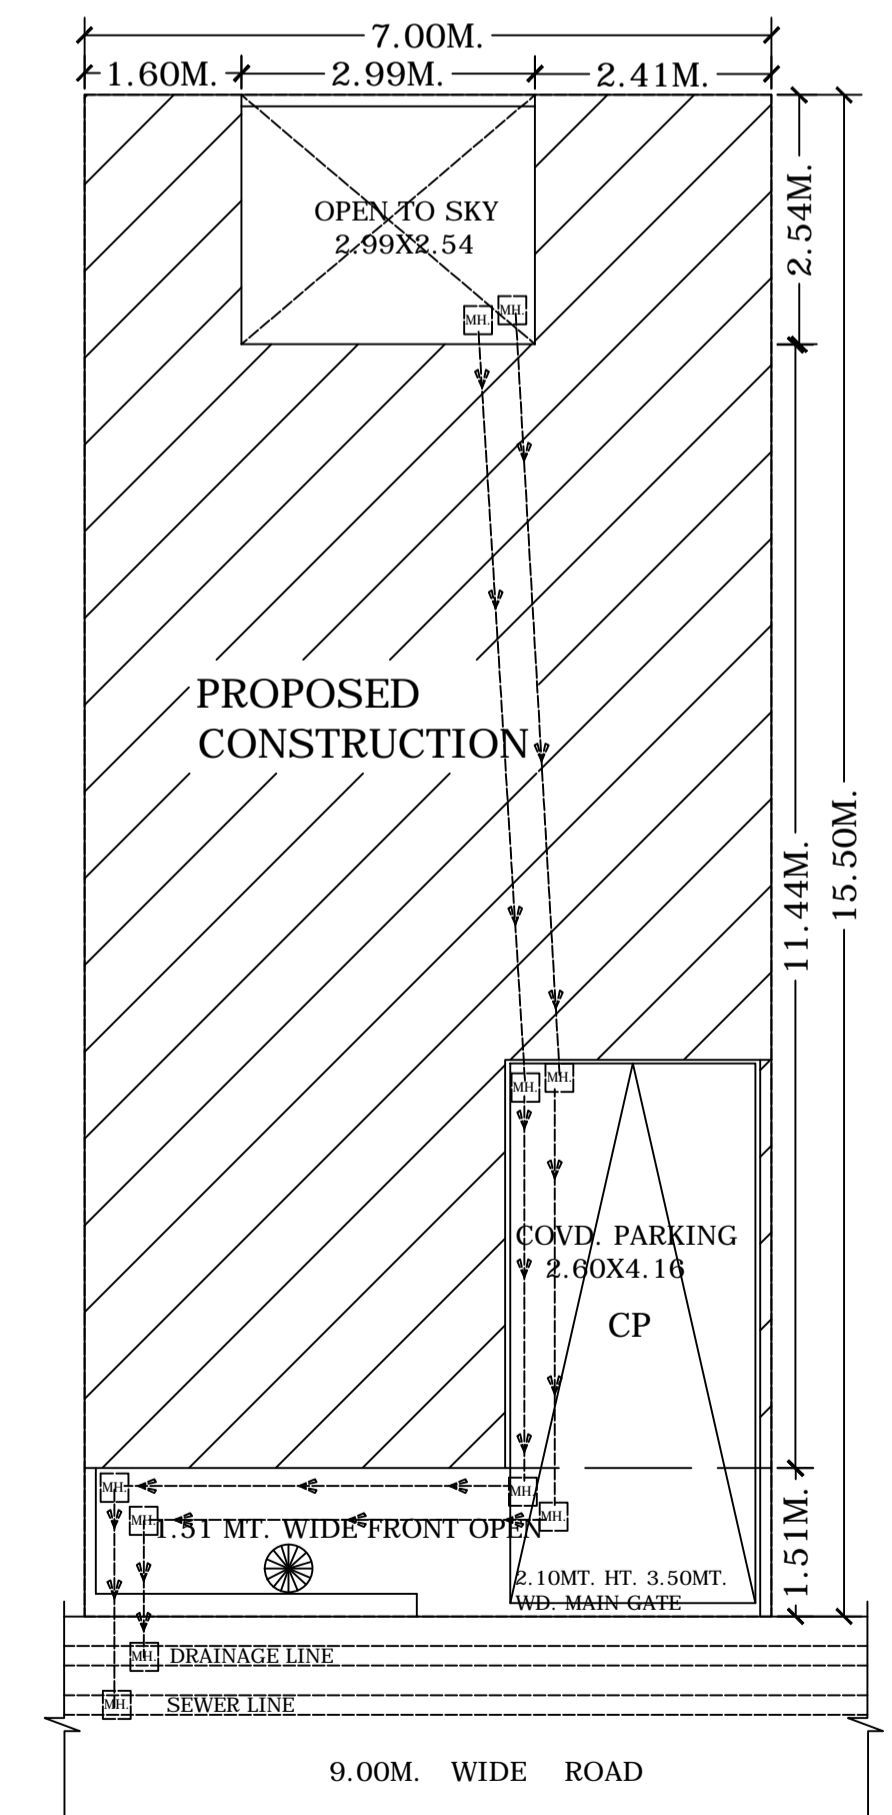 7.00M.
1.60M.
2.99M.
2.41M.
OPEN TO SKY
2.99X2.54
2.54M.
MH.
MH.
PROPOSED
CONSTRUCTION
11.44M.
15.50M.
MH.
MH.
COVD. PARKING
2.60X4.16
CP
MH.
MH.
MH.
MH.
1.51 MT. WIDE FRONT OPEN
1.51M.
2.10MT. HT. 3.50MT.
WD. MAIN GATE
MH.
DRAINAGE LINE
MH.
SEWER LINE
9.00M. WIDE ROAD